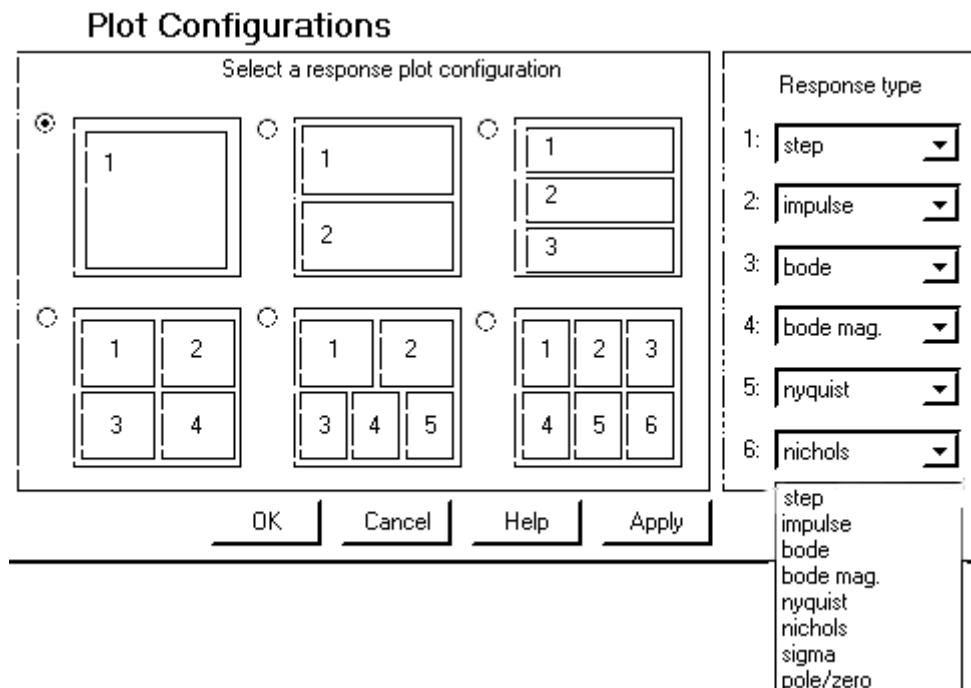 Plot Configurations
Select a response plot configuration
1
1
2
1
2
3
1 2
3 4
1 2
3 4 5
1 2 3
4 5 6
OK Cancel Help Apply
Response type
1: step
2: impulse
3: bode
4: bode mag.
5: nyquist
6: nichols
step
impulse
bode
bode mag.
nyquist
nichols
sigma
pole/zero